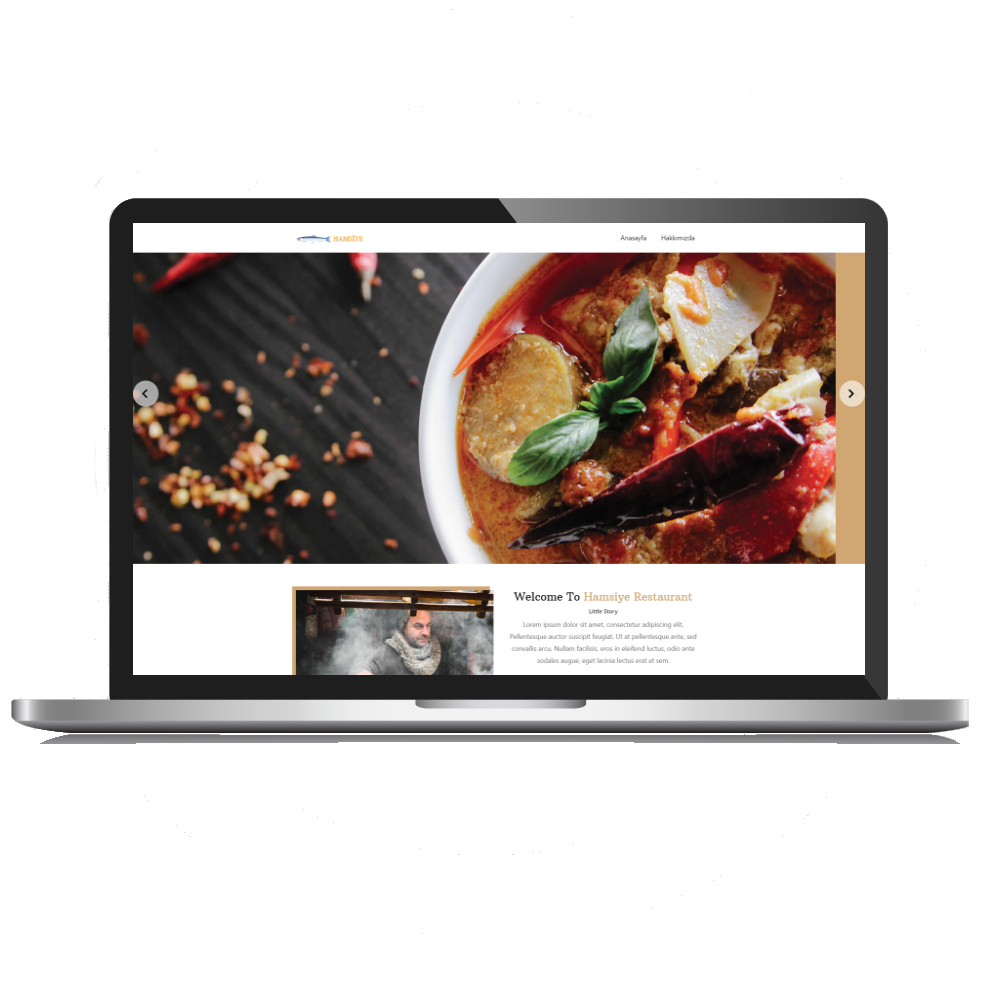 HAMSİYE
Anasayfa Hakkımızda
Welcome To Hamsiye Restaurant
Little Story
Lorem ipsum dolor sit amet, consectetur adipiscing elit.
Pellentesque auctor suscipit feugiat. Ut at pellentesque ante, sed
convallis arcu. Nullam facilisis, eros in eleifend luctus, odio ante
sodales augue, eget lacinia lectus erat et sem.